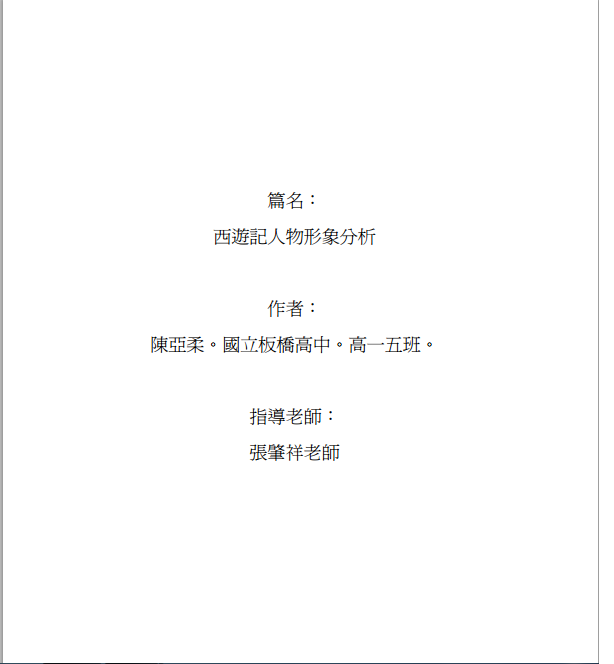 篇名：
西遊記人物形象分析
作者：
陳亞柔。國立板橋高中。高一五班。
指導老師：
張肇祥老師